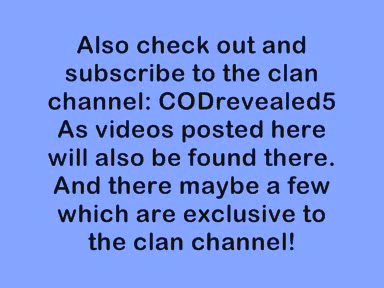 Also check out and
subscribe to the clan
channel: CODrevealed5
As videos posted here
will also be found there.
And there maybe a few
which are exclusive to
the clan channel!